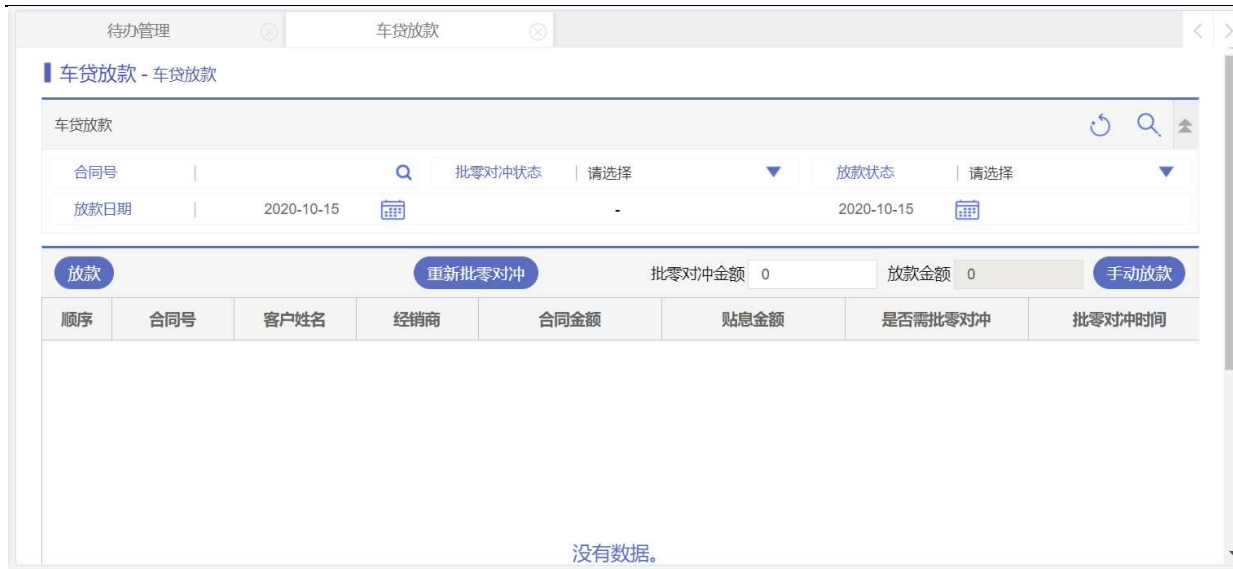 待办管理 车贷放款
车贷放款 - 车贷放款
车贷放款
合同号 批零对冲状态 请选择 放款状态 请选择
放款日期 2020-10-15 - 2020-10-15
放款 重新批零对冲 批零对冲金额 0 放款金额 0 手动放款
顺序 合同号 客户姓名 经销商 合同金额 贴息金额 是否需批零对冲 批零对冲时间
没有数据。